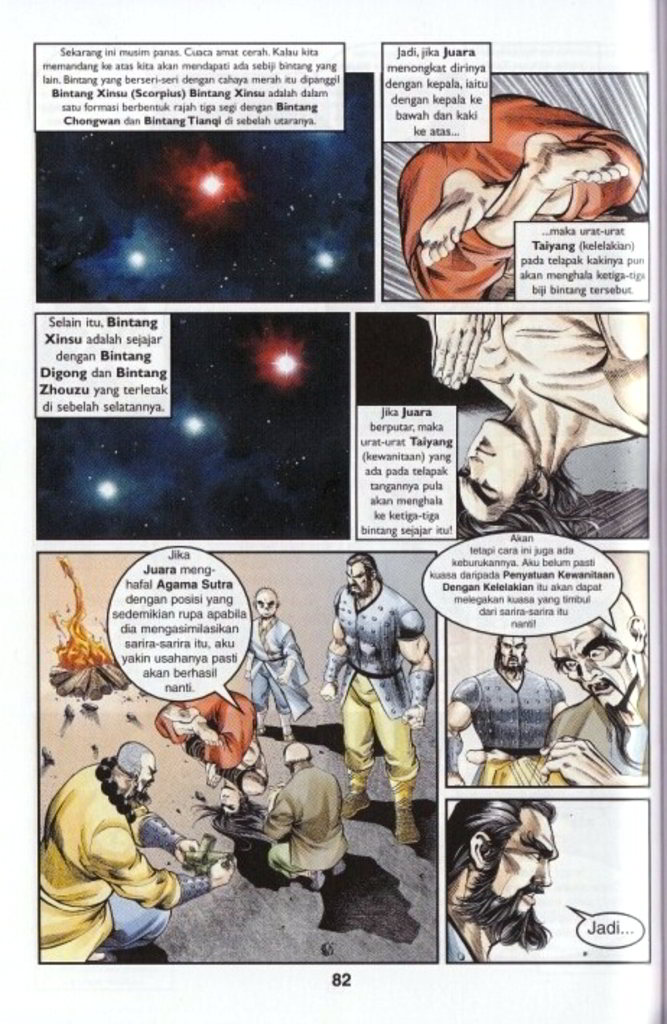 Sekarang ini musim panas. Cuaca amat cerah. Kalau kita
memandang ke atas kita akan mendapati ada sebiji bintang yang
lain. Bintang yang berseri-seri dengan cahaya merah itu dipanggil
Bintang Xinsu (Scorpius) Bintang Xinsu adalah dalam
satu formasi berbentuk rajah tiga segi dengan Bintang
Chongwan dan Bintang Tianqi di sebelah utaranya.
Jadi, jika Juara
menongkat dirinya
dengan kepala, iaitu
dengan kepala ke
bawah dan kaki
ke atas...
...maka urat-urat
Taiyang (kelelakian)
pada telapak kakinya pun
akan menghala ketiga-tiga
biji bintang tersebut.
Selain itu, Bintang
Xinsu adalah sejajar
dengan Bintang
Digong dan Bintang
Zhouzu yang terletak
di sebelah selatannya.
Jika Juara
berputar, maka
urat-urat Taiyang
(kewanitaan) yang
ada pada telapak
tangannya pula
akan menghala
ke ketiga-tiga
bintang sejajar itu!
Jika
Juara meng-
hafal Agama Sutra
dengan posisi yang
sedemikian rupa apabila
dia mengasimilasikan
sarira-sarira itu, aku
yakin usahanya pasti
akan berhasil
nanti.
Akan
tetapi cara ini juga ada
keburukannya. Aku belum pasti
kuasa daripada Penyatuan Kewanitaan
Dengan Kelelakian itu akan dapat
melegakan kuasa yang timbul
dari sarira-sarira itu
nanti!
Jadi...
82